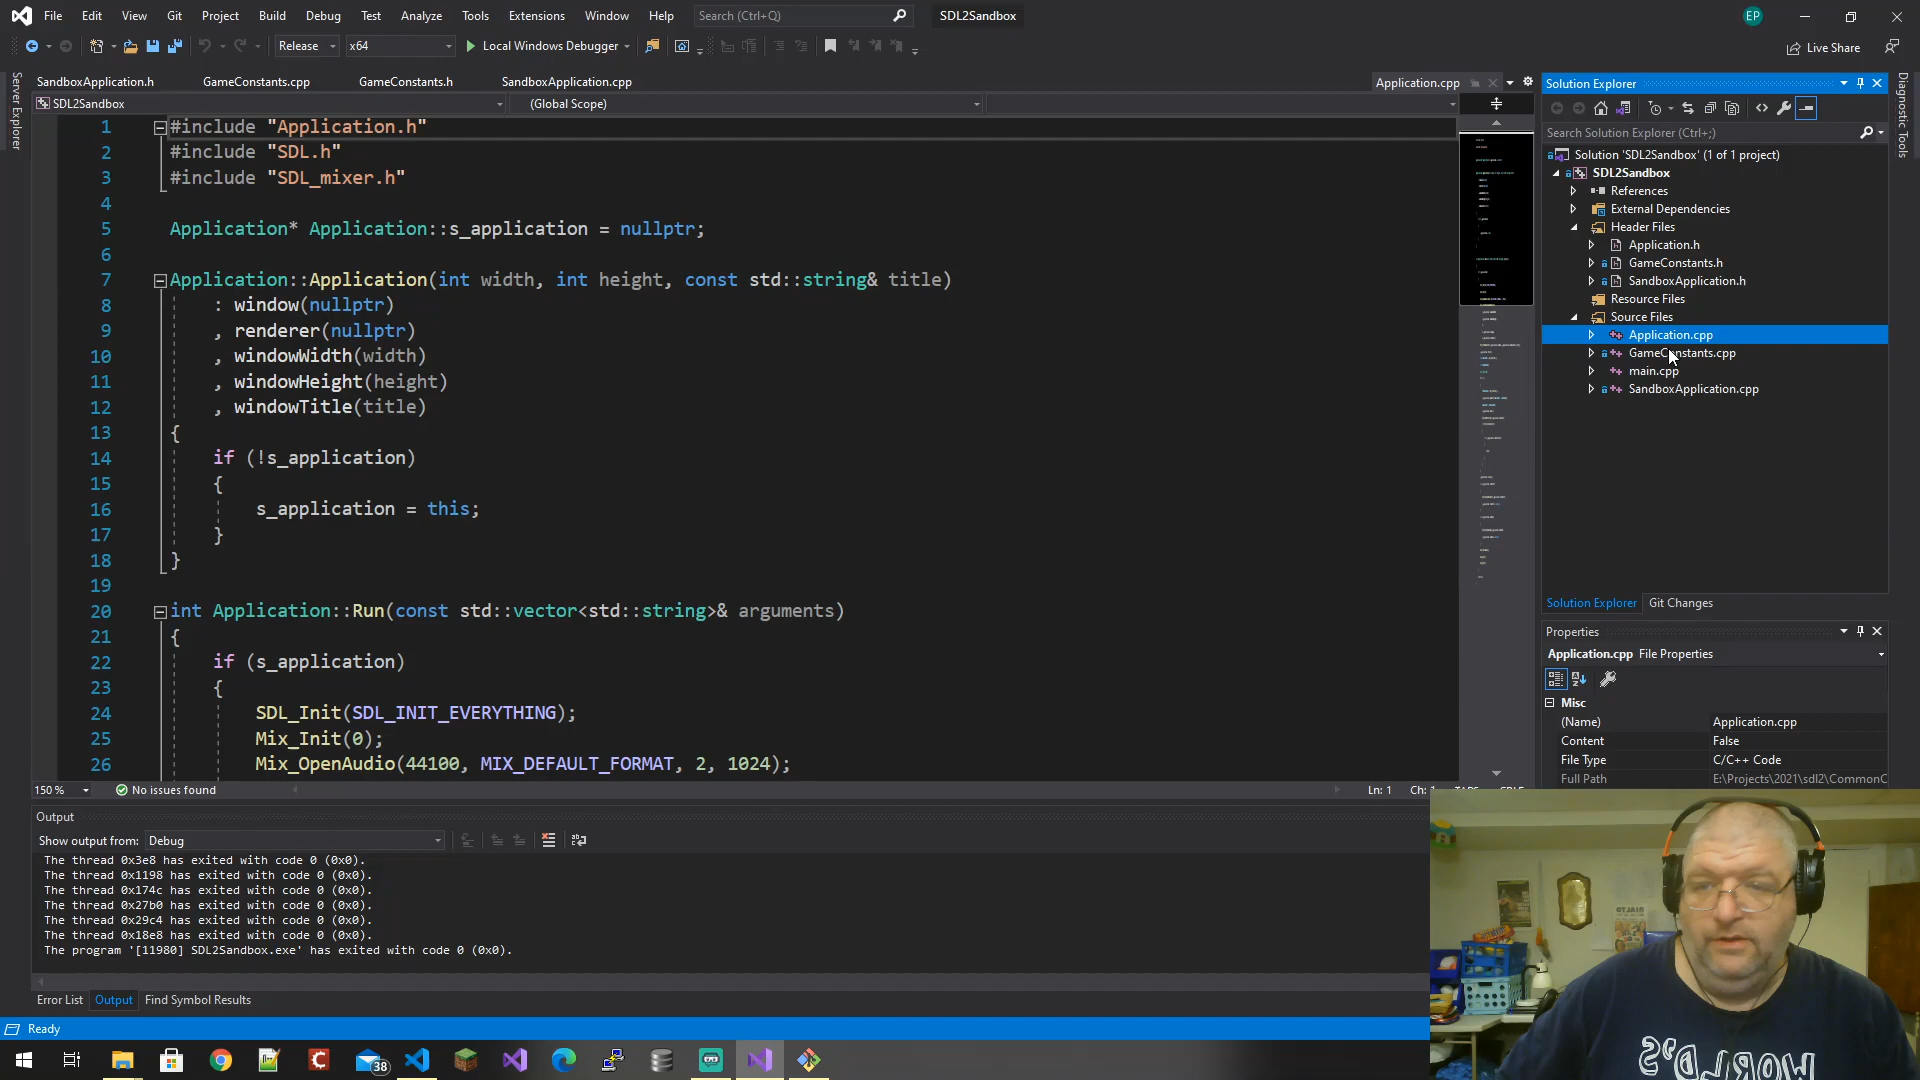 File Edit View Git Project Build Debug Test Analyze Tools Extensions Window Help Search (Ctrl+Q) SDL2Sandbox EP
Release x64 Local Windows Debugger Live Share
SandboxApplication.h GameConstants.cpp GameConstants.h SandboxApplication.cpp Application.cpp
SDL2Sandbox (Global Scope)
Server Explorer
1 #include "Application.h"
2 #include "SDL.h"
3 #include "SDL_mixer.h"
4
5 Application* Application::s_application = nullptr;
6
7 Application::Application(int width, int height, const std::string& title)
8 : window(nullptr)
9 , renderer(nullptr)
10 , windowWidth(width)
11 , windowHeight(height)
12 , windowTitle(title)
13 {
14 if (!s_application)
15 {
16 s_application = this;
17 }
18 }
19
20 int Application::Run(const std::vector<std::string>& arguments)
21 {
22 if (s_application)
23 {
24 SDL_Init(SDL_INIT_EVERYTHING);
25 Mix_Init(0);
26 Mix_OpenAudio(44100, MIX_DEFAULT_FORMAT, 2, 1024);
150 % No issues found Ln: 1 Ch:
Output
Show output from: Debug
The thread 0x3e8 has exited with code 0 (0x0).
The thread 0x1198 has exited with code 0 (0x0).
The thread 0x174c has exited with code 0 (0x0).
The thread 0x27b0 has exited with code 0 (0x0).
The thread 0x29c4 has exited with code 0 (0x0).
The thread 0x18e8 has exited with code 0 (0x0).
The program '[11980] SDL2Sandbox.exe' has exited with code 0 (0x0).
Error List Output Find Symbol Results
Ready
Solution Explorer
Search Solution Explorer (Ctrl+;)
Solution 'SDL2Sandbox' (1 of 1 project)
SDL2Sandbox
References
External Dependencies
Header Files
Application.h
GameConstants.h
SandboxApplication.h
Resource Files
Source Files
Application.cpp
GameConstants.cpp
main.cpp
SandboxApplication.cpp
Solution Explorer Git Changes
Properties
Application.cpp File Properties
Misc
(Name) Application.cpp
Content False
File Type C/C++ Code
Full Path E:\Projects\2021\sdl2\CommonC
Diagnostic Tools
38
WORLD'S